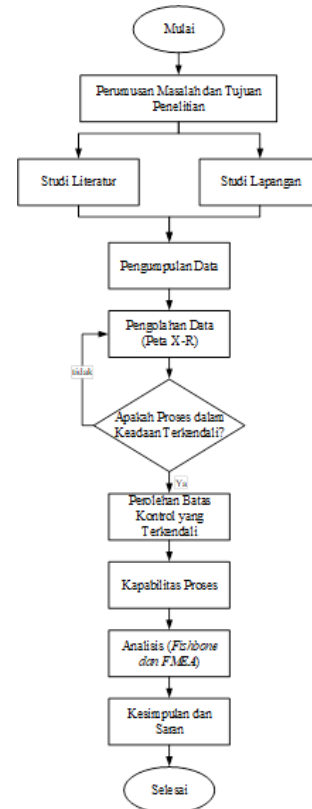 Mulai
Perumusan Masalah dan Tujuan
Penelitian
Studi Literatur
Studi Lapangan
Pengumpulan Data
Pengolahan Data
(Peta X-R)
tidak
Apakah Proses dalam
Keadaan Terkendali?
Ya
Perolehan Batas
Kontrol yang
Terkendali
Kapabilitas Proses
Analisis (Fishbone
dan FMEA)
Kesimpulan dan
Saran
Selesai